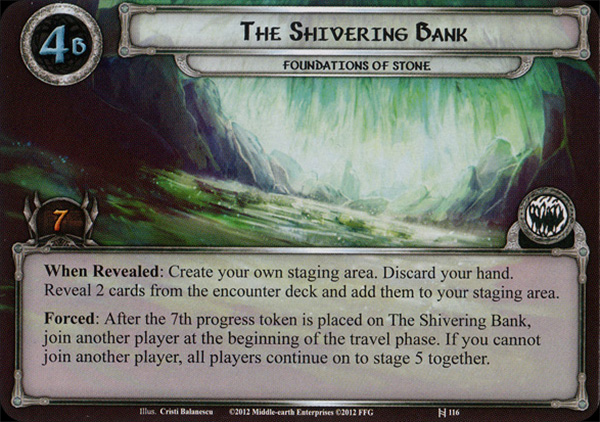 4B
THE SHIVERING BANK
FOUNDATIONS OF STONE
7
When Revealed: Create your own staging area. Discard your hand.
Reveal 2 cards from the encounter deck and add them to your staging area.
Forced: After the 7th progress token is placed on The Shivering Bank,
join another player at the beginning of the travel phase. If you cannot
join another player, all players continue on to stage 5 together.
Illus. Cristi Balanescu ©2012 Middle-earth Enterprises ©2012 FFG 116